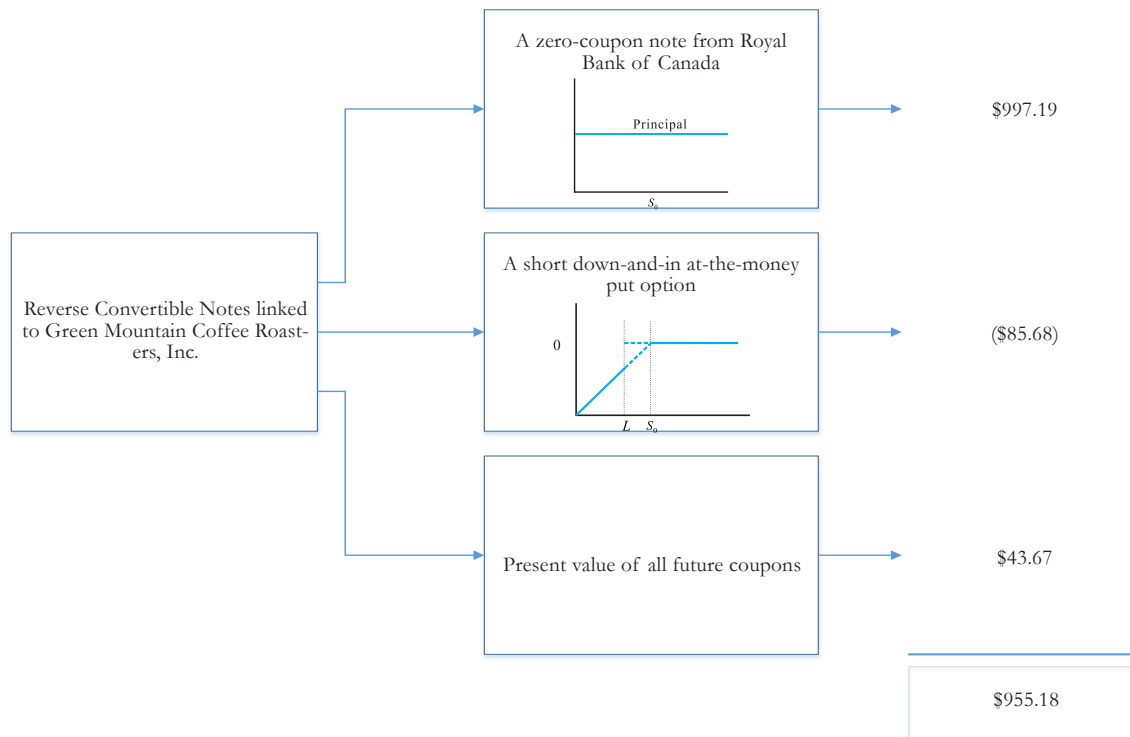 A zero-coupon note from Royal
Bank of Canada
Principal
S₀
$997.19
Reverse Convertible Notes linked
to Green Mountain Coffee Roast-
ers, Inc.
A short down-and-in at-the-money
put option
0
L S₀
($85.68)
Present value of all future coupons
$43.67
$955.18